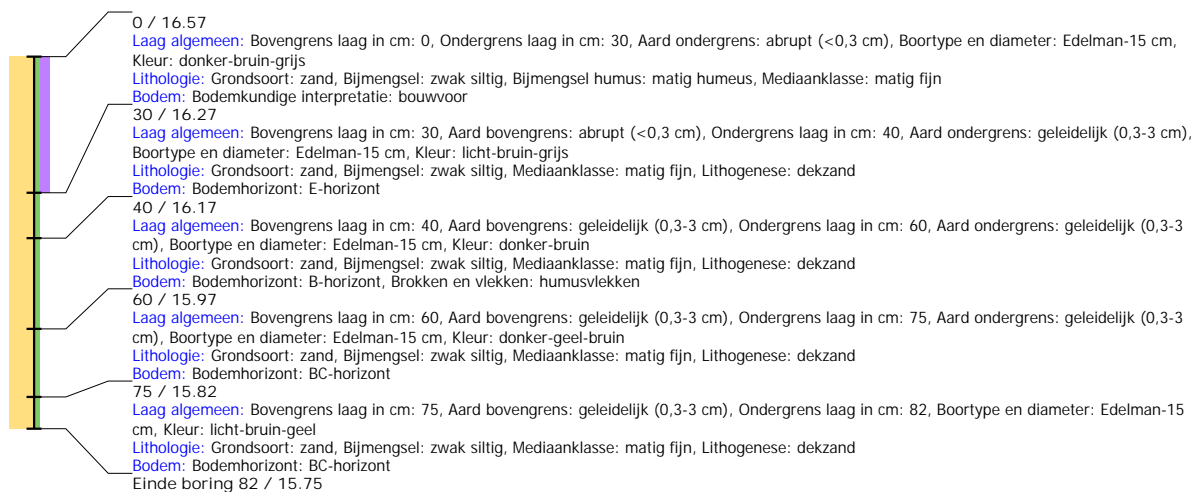 0 / 16.57
Laag algemeen: Bovengrens laag in cm: 0, Ondergrens laag in cm: 30, Aard ondergrens: abrupt (<0,3 cm), Boortype en diameter: Edelman-15 cm,
Kleur: donker-bruin-grijs
Lithologie: Grondsoort: zand, Bijmengsel: zwak siltig, Bijmengsel humus: matig humeus, Mediaanklasse: matig fijn
Bodem: Bodemkundige interpretatie: bouwvoor
30 / 16.27
Laag algemeen: Bovengrens laag in cm: 30, Aard bovengrens: abrupt (<0,3 cm), Ondergrens laag in cm: 40, Aard ondergrens: geleidelijk (0,3-3 cm),
Boortype en diameter: Edelman-15 cm, Kleur: licht-bruin-grijs
Lithologie: Grondsoort: zand, Bijmengsel: zwak siltig, Mediaanklasse: matig fijn, Lithogenese: dekzand
Bodem: Bodemhorizont: E-horizont
40 / 16.17
Laag algemeen: Bovengrens laag in cm: 40, Aard bovengrens: geleidelijk (0,3-3 cm), Ondergrens laag in cm: 60, Aard ondergrens: geleidelijk (0,3-3
cm), Boortype en diameter: Edelman-15 cm, Kleur: donker-bruin
Lithologie: Grondsoort: zand, Bijmengsel: zwak siltig, Mediaanklasse: matig fijn, Lithogenese: dekzand
Bodem: Bodemhorizont: B-horizont, Brokken en vlekken: humusvlekken
60 / 15.97
Laag algemeen: Bovengrens laag in cm: 60, Aard bovengrens: geleidelijk (0,3-3 cm), Ondergrens laag in cm: 75, Aard ondergrens: geleidelijk (0,3-3
cm), Boortype en diameter: Edelman-15 cm, Kleur: donker-geel-bruin
Lithologie: Grondsoort: zand, Bijmengsel: zwak siltig, Mediaanklasse: matig fijn, Lithogenese: dekzand
Bodem: Bodemhorizont: BC-horizont
75 / 15.82
Laag algemeen: Bovengrens laag in cm: 75, Aard bovengrens: geleidelijk (0,3-3 cm), Ondergrens laag in cm: 82, Boortype en diameter: Edelman-15
cm, Kleur: licht-bruin-geel
Lithologie: Grondsoort: zand, Bijmengsel: zwak siltig, Mediaanklasse: matig fijn, Lithogenese: dekzand
Bodem: Bodemhorizont: BC-horizont
Einde boring 82 / 15.75